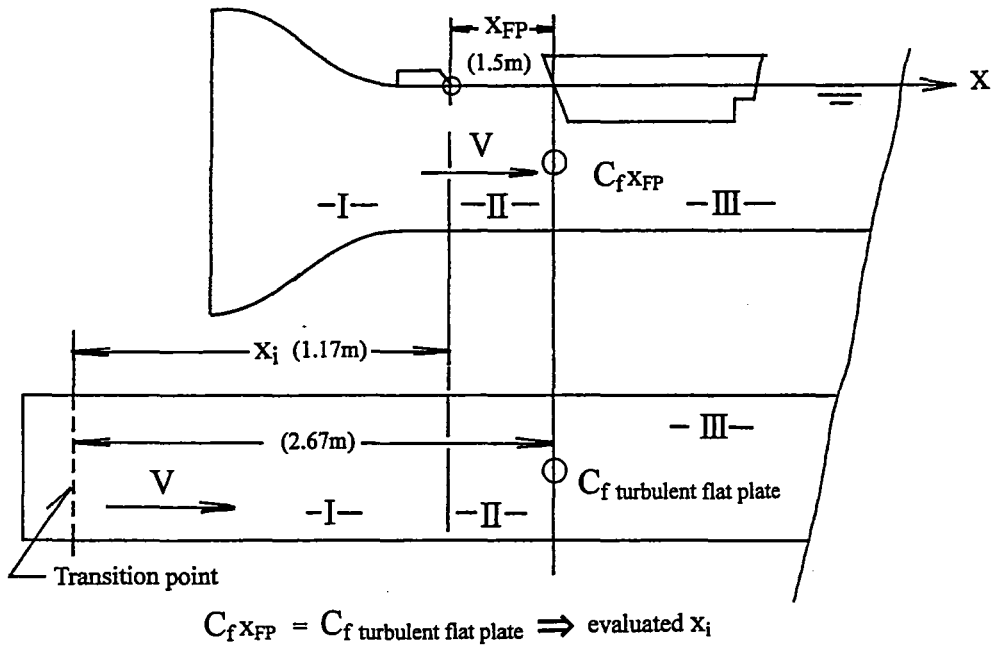 X_FP
(1.5m)
X
V
C_f X_FP
-I-
-II-
-III-
x_i (1.17m)
-III-
(2.67m)
C_f turbulent flat plate
V
-I-
-II-
Transition point
C_f X_FP = C_f turbulent flat plate ⇒ evaluated x_i